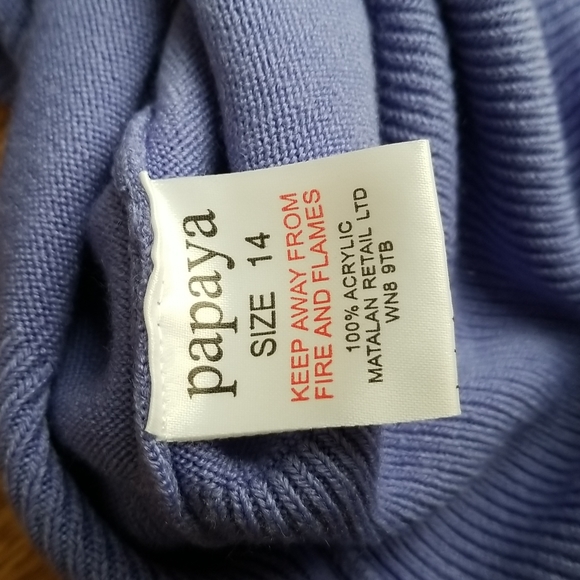 papaya
SIZE 14
KEEP AWAY FROM
FIRE AND FLAMES
100% ACRYLIC
MATALAN RETAIL LTD
WN8 9TB